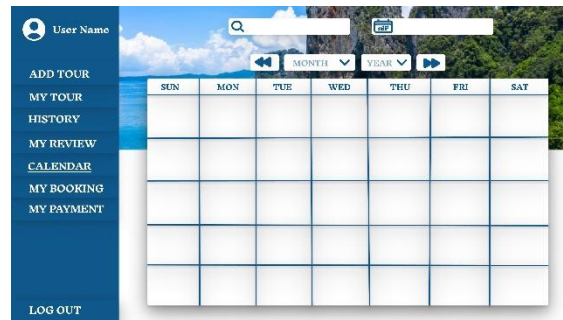 User Name
MONTH YEAR
ADD TOUR
MY TOUR
HISTORY
MY REVIEW
CALENDAR
MY BOOKING
MY PAYMENT
LOG OUT
SUN MON TUE WED THU FRI SAT